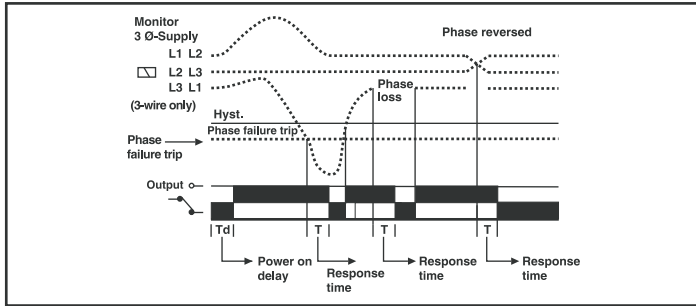 Monitor
3 Ø-Supply
Phase reversed
L1 L2
L2 L3
L3 L1
Phase
loss
(3-wire only)
Hyst.
Phase failure trip
Phase
failure trip
Output
Td
T
T
T
Power on
delay
Response
time
Response
time
Response
time